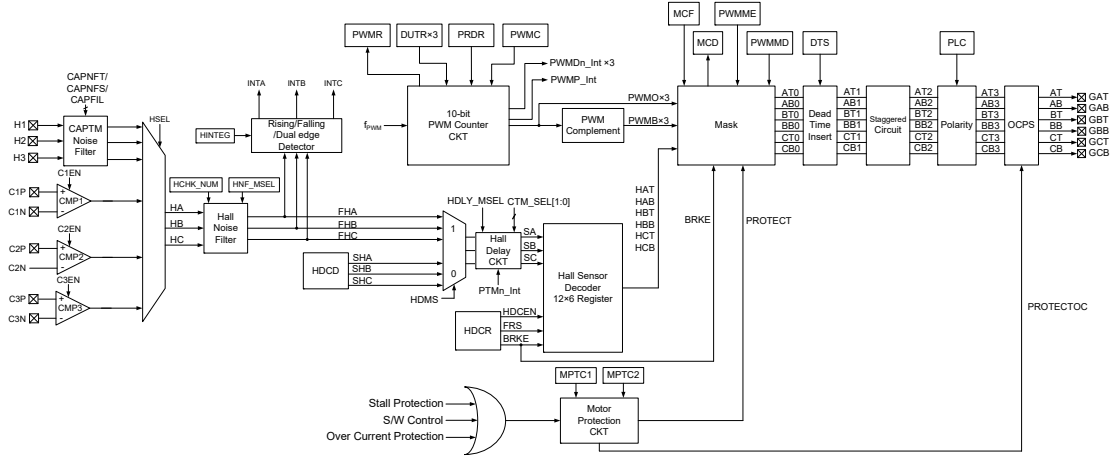 MCF
PWMME
PWMR
DUTR×3
PRDR
PWMC
MCD
PWMMD
DTS
PLC
CAPNFT/
CAPNFS/
CAPFIL
HSEL
INTA
INTB
INTC
PWMDn_Int ×3
PWMP_Int
H1
H2
H3
CAPTM
Noise
Filter
HINTEG
Rising/Falling
/Dual edge
Detector
fPWM
10-bit
PWM Counter
CKT
PWM
Complement
PWMO×3
PWMB×3
Mask
AT0
AB0
BT0
BB0
CT0
CB0
Dead
Time
Insert
AT1
AB1
BT1
BB1
CT1
CB1
Staggered
Circuit
AT2
AB2
BT2
BB2
CT2
CB2
Polarity
AT3
AB3
BT3
BB3
CT3
CB3
OCPS
AT
AB
BT
BB
CT
CB
GAT
GAB
GBT
GBB
GCT
GCB
C1EN
C1P
C1N
+
-
CMP1
C2EN
C2P
C2N
+
-
CMP2
C3EN
C3P
C3N
+
-
CMP3
HCHK_NUM
HNF_MSEL
HA
HB
HC
Hall
Noise
Filter
FHA
FHB
FHC
HDCD
SHA
SHB
SHC
1
0
HDMS
HDLY_MSEL
CTM_SEL[1:0]
Hall
Delay
CKT
PTMn_Int
SA
SB
SC
Hall Sensor
Decoder
12×6 Register
HDCR
HDCEN
FRS
BRKE
HAT
HAB
HBT
HBB
HCT
HCB
BRKE
PROTECT
PROTECTOC
MPTC1
MPTC2
Stall Protection
S/W Control
Over Current Protection
Motor
Protection
CKT